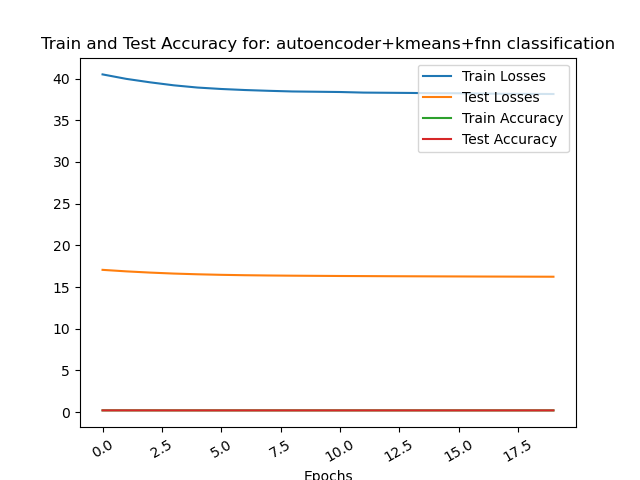 Train and Test Accuracy for: autoencoder+kmeans+fnn classification
40
35
30
25
20
15
10
5
0
Train Losses
Test Losses
Train Accuracy
Test Accuracy
0.0 2.5 5.0 7.5 10.0 12.5 15.0 17.5
Epochs